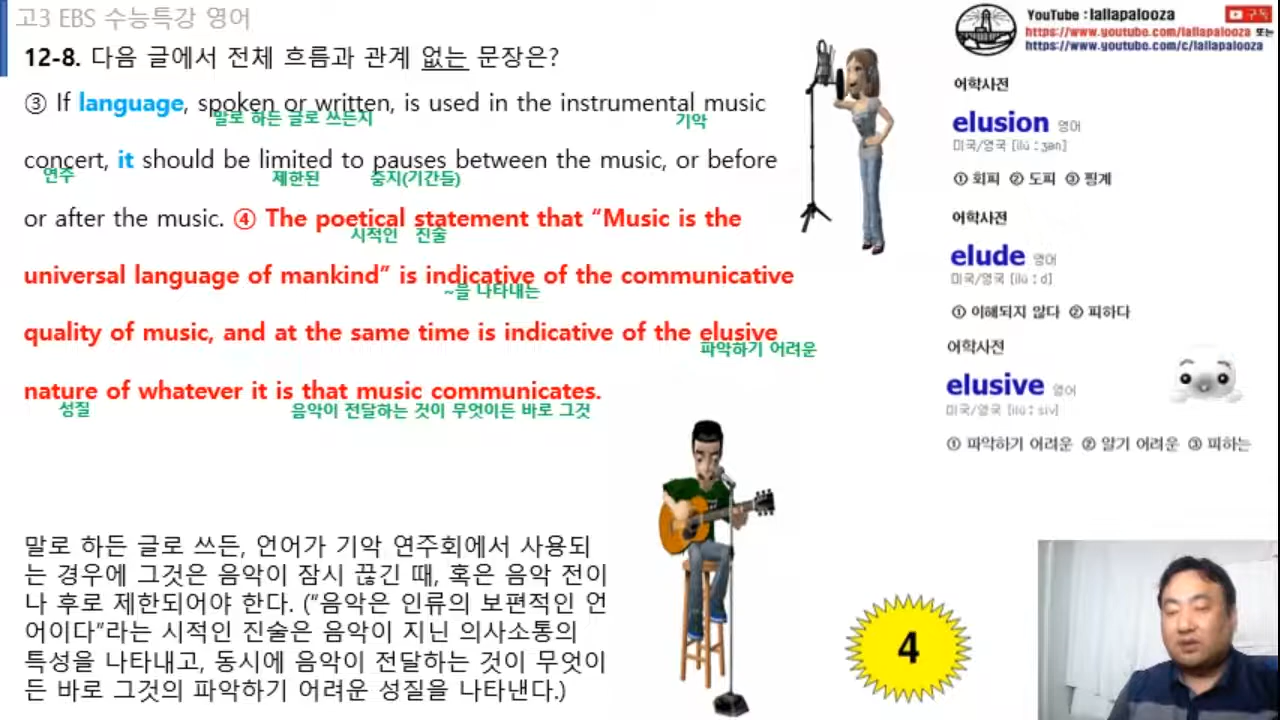 고3 EBS 수능특강 영어
12-8. 다음 글에서 전체 흐름과 관계 없는 문장은?
③ If language, spoken or written, is used in the instrumental music
말로 하든 글로 쓰든지 기악
concert, it should be limited to pauses between the music, or before
연주 제한된 중지(기간들)
or after the music. ④ The poetical statement that “Music is the
시적인 진술
universal language of mankind” is indicative of the communicative
~을 나타내는
quality of music, and at the same time is indicative of the elusive
파악하기 어려운
nature of whatever it is that music communicates.
성질 음악이 전달하는 것이 무엇이든 바로 그것
말로 하든 글로 쓰든, 언어가 기악 연주회에서 사용되
는 경우에 그것은 음악이 잠시 끊긴 때, 혹은 음악 전이
나 후로 제한되어야 한다. (“음악은 인류의 보편적인 언
어이다”라는 시적인 진술은 음악이 지닌 의사소통의
특성을 나타내고, 동시에 음악이 전달하는 것이 무엇이
든 바로 그것의 파악하기 어려운 성질을 나타낸다.)
4
YouTube : lallapalooza 구독
https://www.youtube.com/lallapalooza 또는
https://www.youtube.com/c/lallapalooza
어학사전
elusion 영어
미국/영국 [ilúːʒən]
① 회피 ② 도피 ③ 핑계
어학사전
elude 영어
미국/영국 [ilúːd]
① 이해되지 않다 ② 피하다
어학사전
elusive 영어
미국/영국 [ilúːsiv]
① 파악하기 어려운 ② 알기 어려운 ③ 피하는